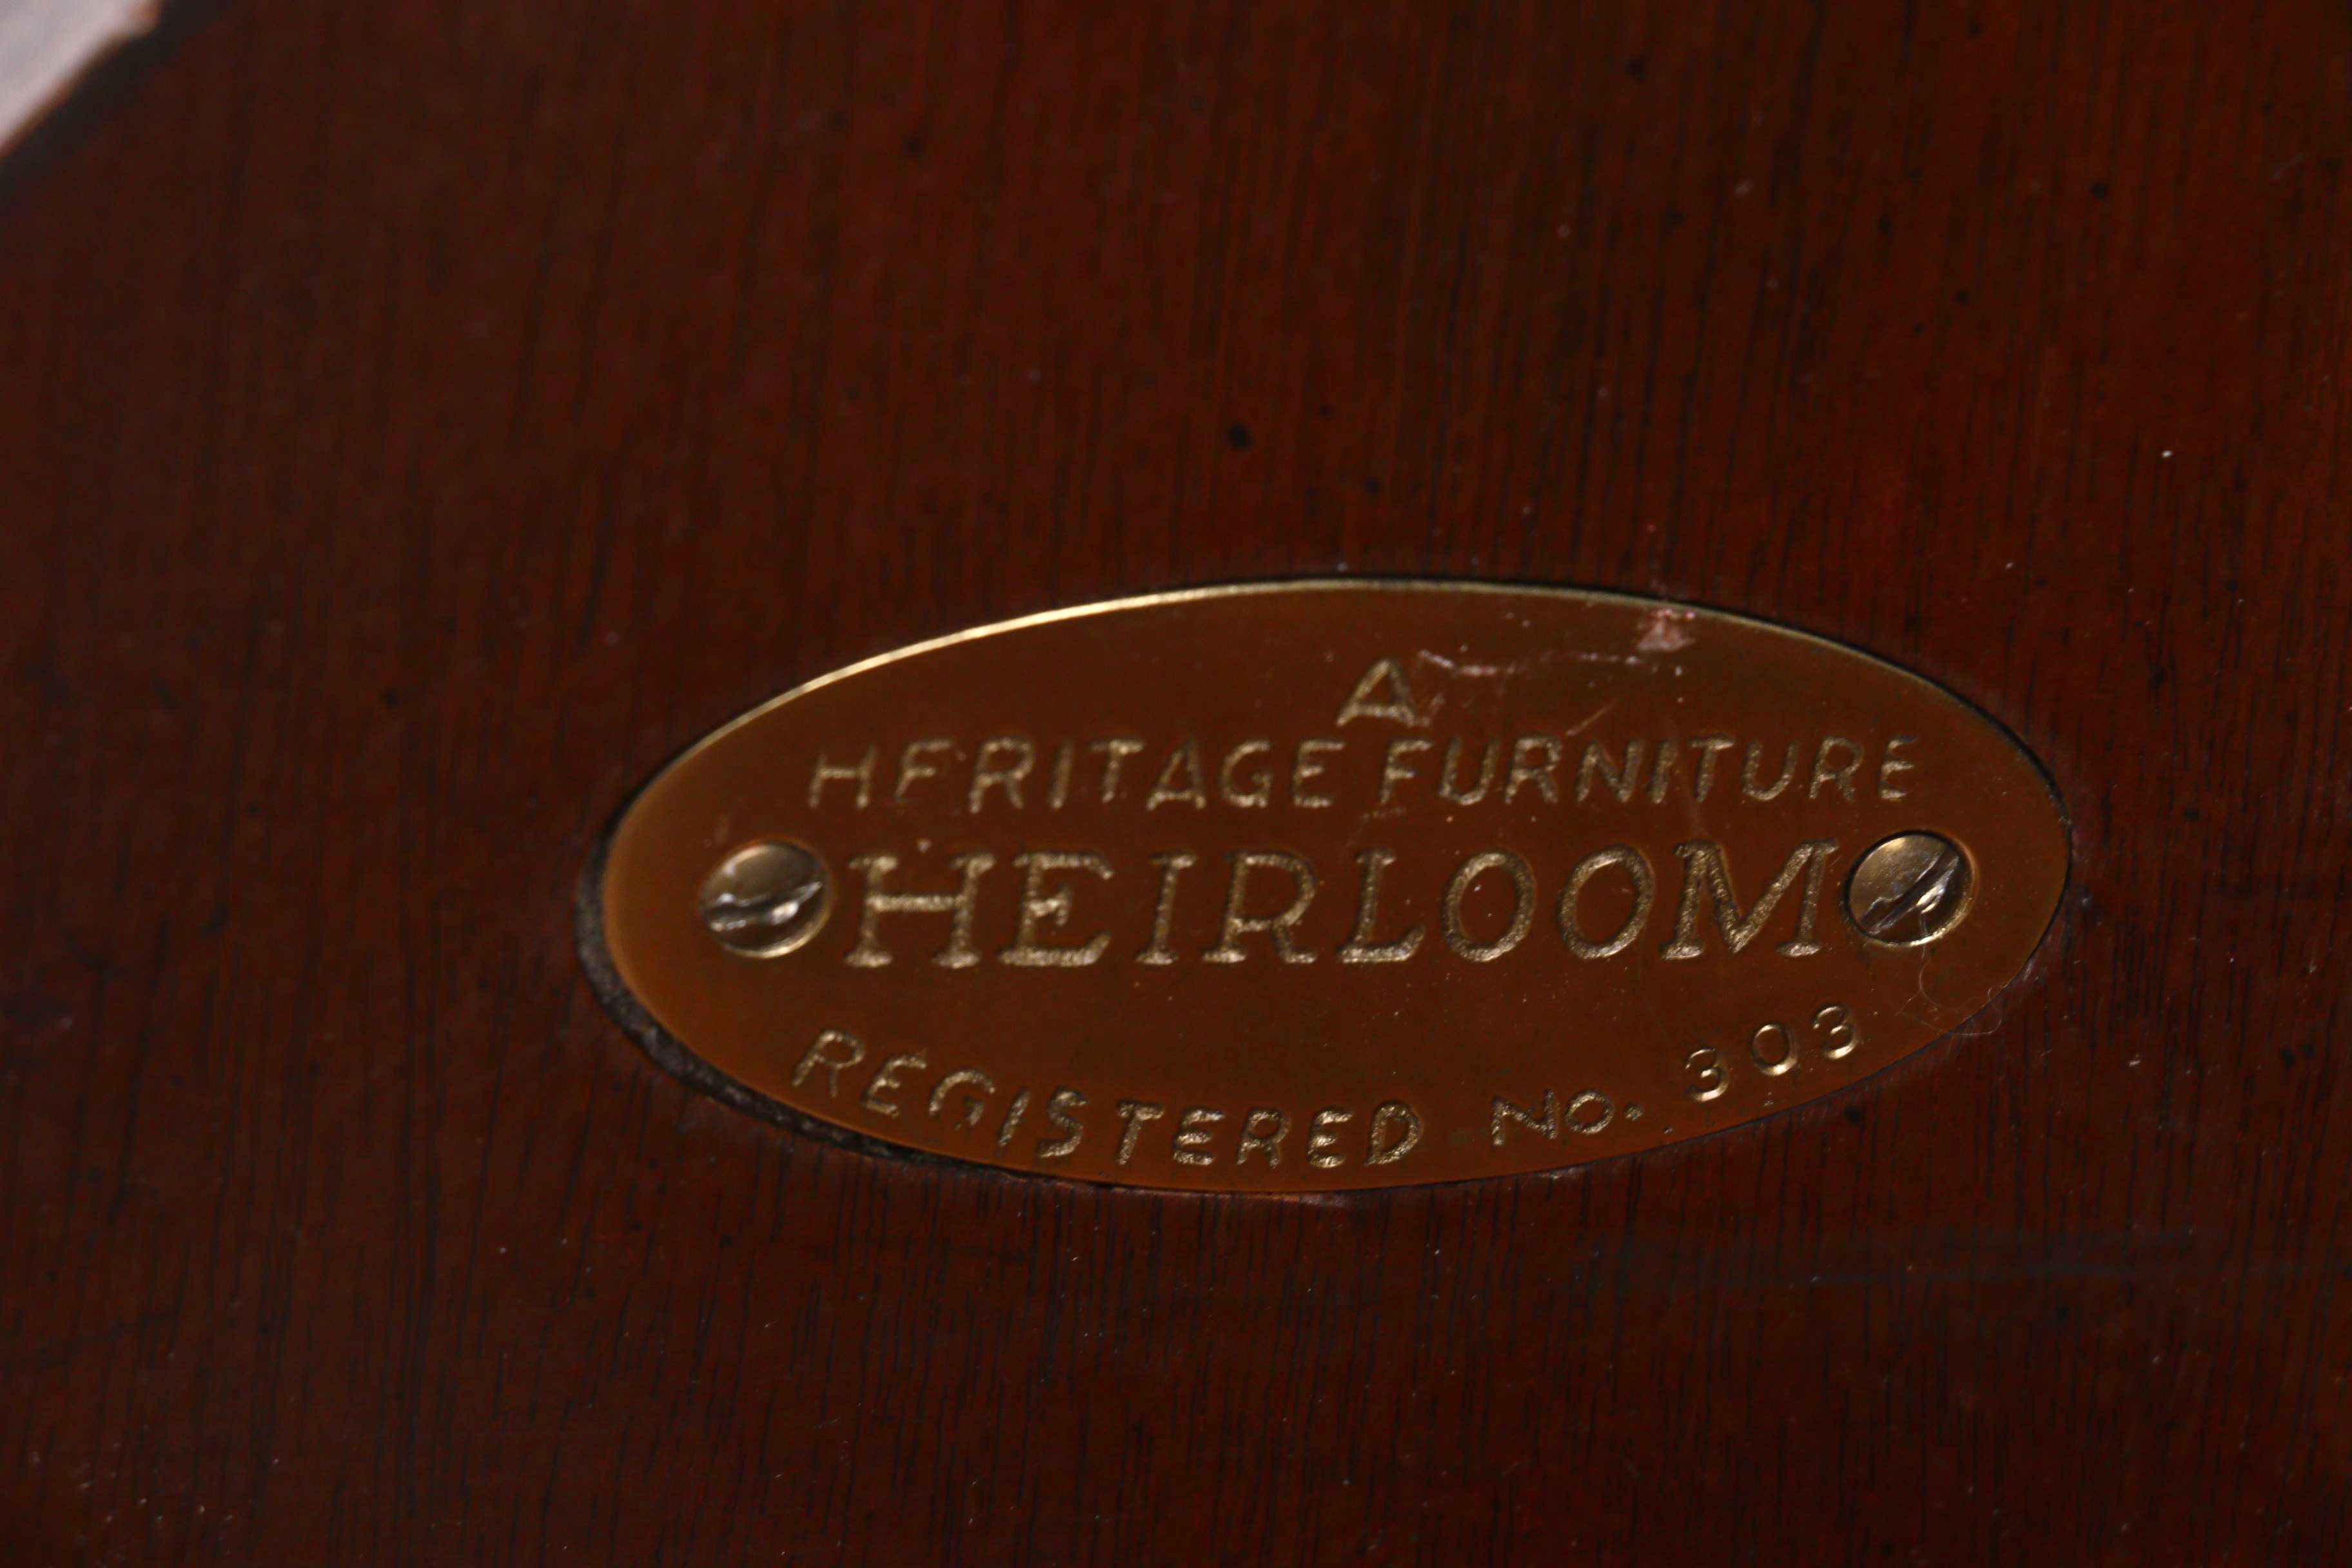 A
HERITAGE FURNITURE
HEIRLOOM
REGISTERED NO. 303